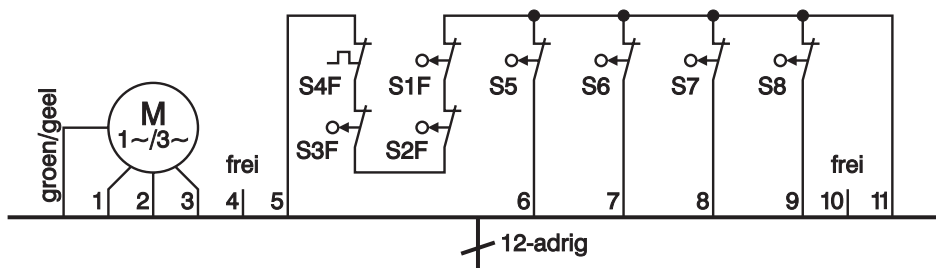 S4F
S1F
S5
S6
S7
S8
groen/geel
M
1~/3~
S3F
S2F
frei
frei
1
2
3
4
5
6
7
8
9
10
11
12-adrig